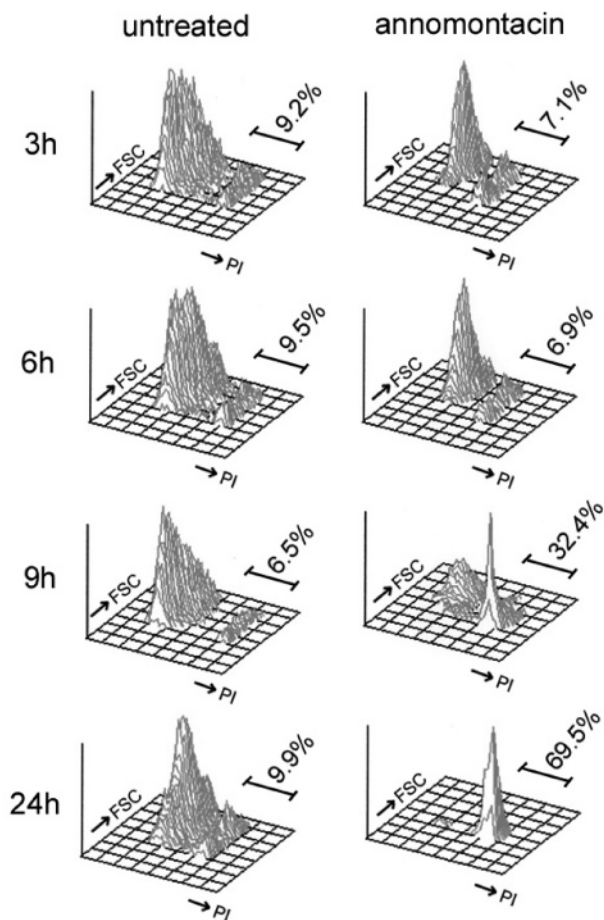 untreated
annomontacin
3h
FSC
PI
9.2%
FSC
PI
7.1%
6h
FSC
PI
9.5%
FSC
PI
6.9%
9h
FSC
PI
6.5%
FSC
PI
32.4%
24h
FSC
PI
9.9%
FSC
PI
69.5%